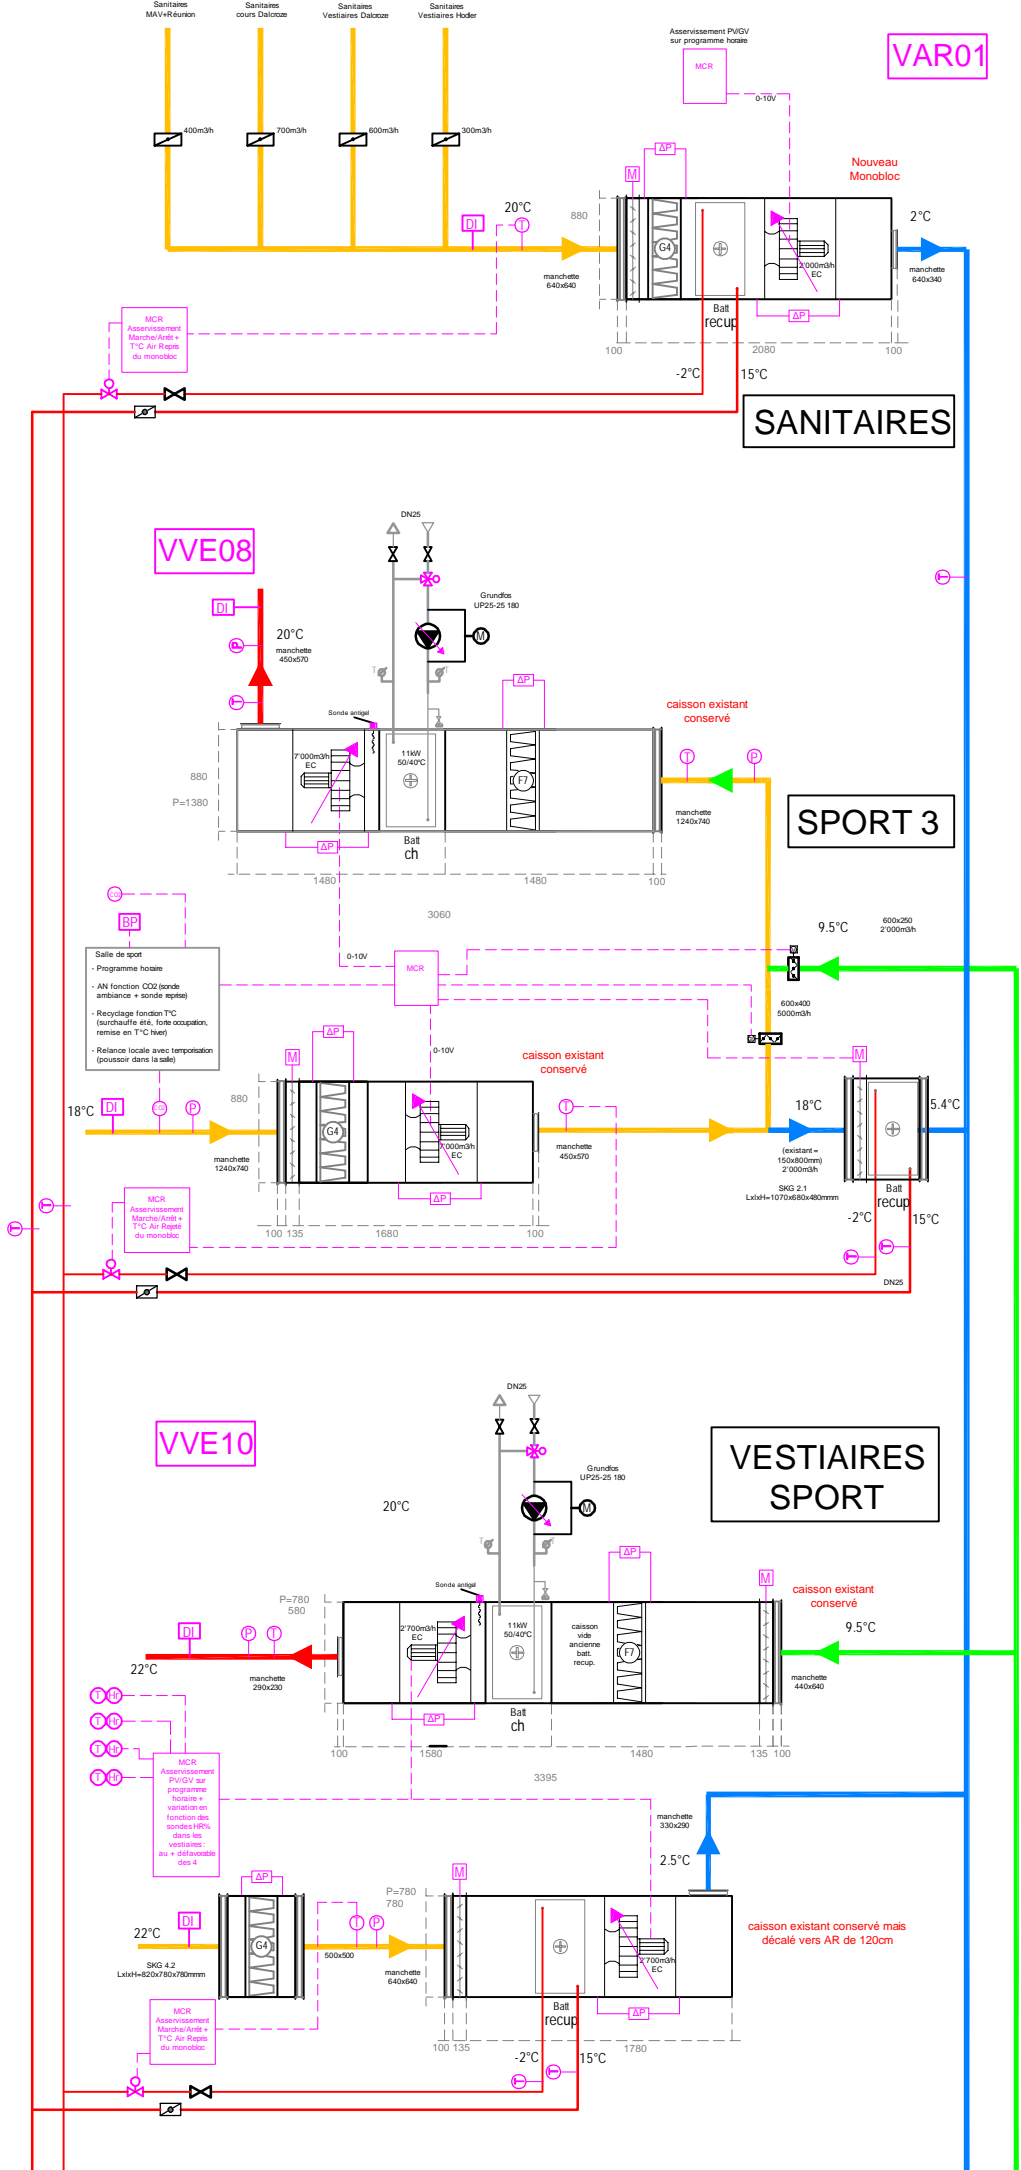 Sanitaires
MAV+Réunion
Sanitaires
cours Dalcroze
Sanitaires
Vestiaires Dalcroze
Sanitaires
Vestiaires Hodler
400m3/h
700m3/h
600m3/h
300m3/h
Asservissement PV/GV
sur programme horaire
MCR
0-10V
VAR01
Nouveau
Monobloc
ΔP
M
DI
20°C
T
880
G4
2'000m3/h
EC
2°C
manchette
640x640
manchette
640x340
Batt
recup
ΔP
100
2080
100
MCR
Asservissement
Marche/Arrêt +
T°C Air Repris
du monobloc
-2°C
15°C
SANITAIRES
VVE08
DN25
Grundfos
UP25-25 180
M
DI
20°C
manchette
450x570
P
T
T
T
ΔP
T
Sonde antigel
caisson existant
conservé
7'000m3/h
EC
11kW
50/40°C
F7
T
P
880
P=1380
manchette
1240x740
SPORT 3
ΔP
Batt
ch
1480
1480
100
3060
CO2
BP
Salle de sport
- Programme horaire
- AN fonction CO2 (sonde
ambiance + sonde reprise)
- Recyclage fonction T°C
(surchauffe été, forte occupation,
remise en T°C hiver)
- Relance locale avec temporisation
(poussoir dans la salle)
0-10V
MCR
9.5°C
600x250
2'000m3/h
M
600x400
5000m3/h
M
0-10V
ΔP
M
caisson existant
conservé
M
18°C
DI
CO2
P
880
G4
7'000m3/h
EC
T
18°C
5.4°C
manchette
1240x740
manchette
450x570
(existant =
150x800mm)
2'000m3/h
SKG 2.1
LxlxH=1070x680x480mmm
Batt
recup
ΔP
MCR
Asservissement
Marche/Arrêt +
T°C Air Rejeté
du monobloc
100
135
1680
100
-2°C
15°C
T
T
T
T
DN25
VVE10
DN25
VESTIAIRES
SPORT
20°C
Grundfos
UP25-25 180
M
T
T
ΔP
Sonde antigel
M
caisson existant
conservé
P=780
580
2'700m3/h
EC
11kW
50/40°C
caisson
vide
ancienne
batt.
recup.
F7
9.5°C
DI
P
T
22°C
manchette
290x230
manchette
440x640
ΔP
Batt
ch
100
1580
1480
135
100
3395
T
Hr
T
Hr
T
Hr
T
Hr
MCR
Asservissement
PV/GV sur
programme
horaire +
variation en
fonction des
sondes HR%
dans les
vestiaires :
au + défavorable
des 4
manchette
330x290
2.5°C
ΔP
M
P=780
780
DI
22°C
G4
T
P
500x500
manchette
640x640
2'700m3/h
EC
caisson existant conservé mais
décalé vers AR de 120cm
SKG 4.2
LxlxH=820x780x780mmm
MCR
Asservissement
Marche/Arrêt +
T°C Air Repris
du monobloc
Batt
recup
ΔP
100
135
1780
-2°C
15°C
T
T